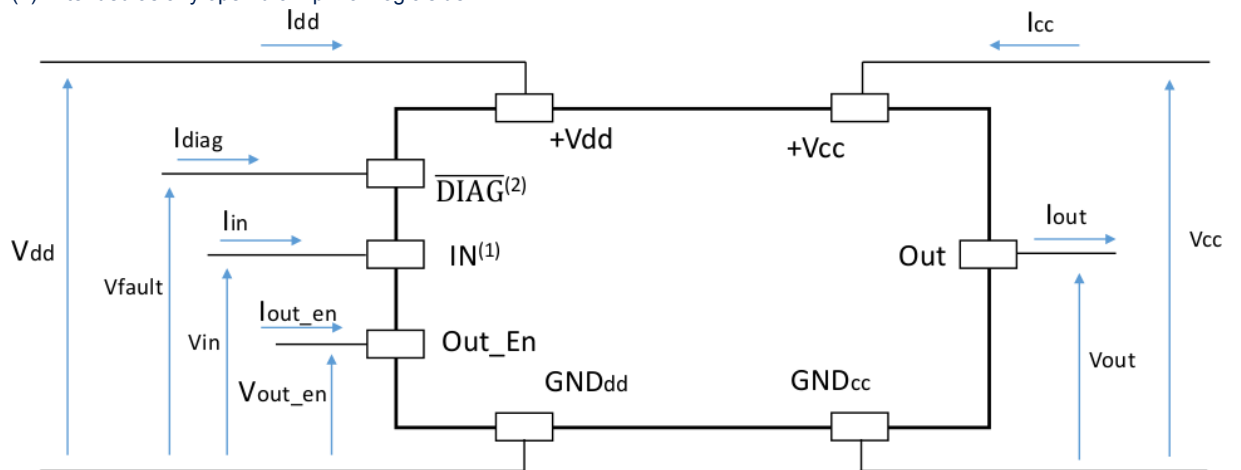 Idd
Icc
+Vdd
+Vcc
Idiag
DIAG(2)
Iin
Iout
Vdd
IN(1)
Out
Vcc
Vfault
Iout_en
Vin
Out_En
Vout
Vout_en
GNDdd
GNDcc